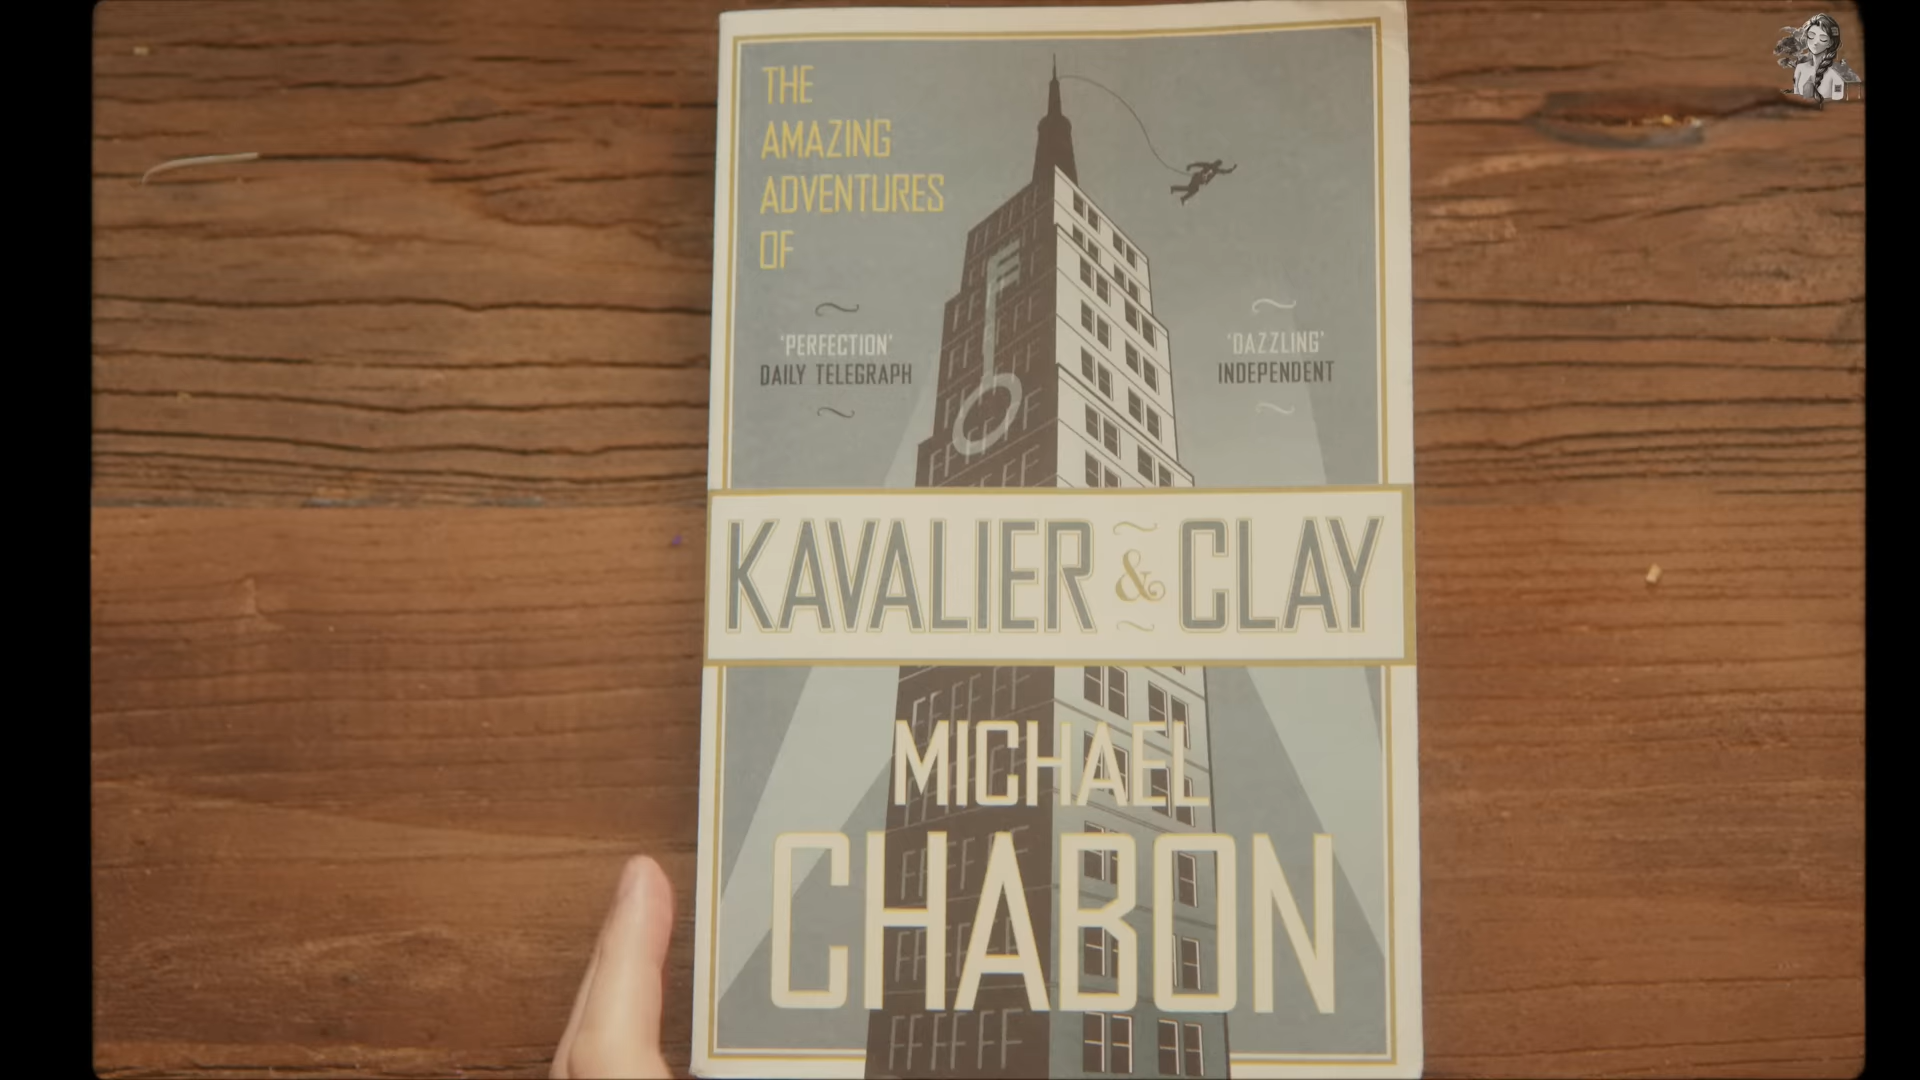 THE
AMAZING
ADVENTURES
OF
'PERFECTION'
DAILY TELEGRAPH
'DAZZLING'
INDEPENDENT
KAVALIER & CLAY
MICHAEL
CHABON